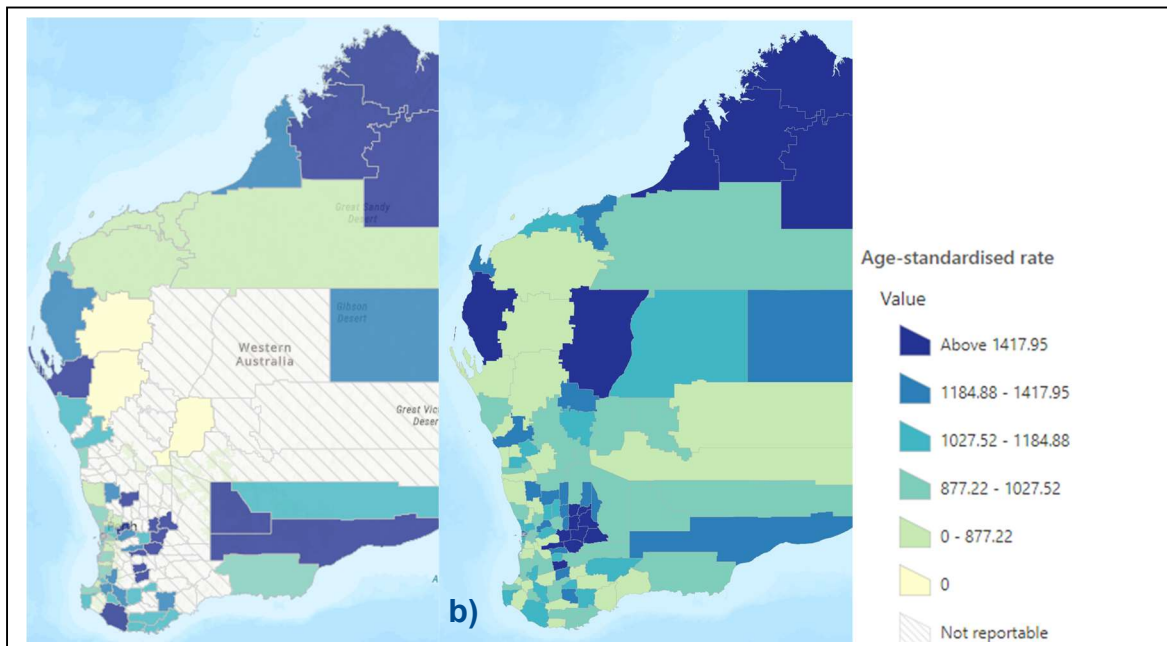 Great Sandy
Desert
Gibson
Desert
Western
Australia
Great Vic
Deser
b)
Age-standardised rate
Value
Above 1417.95
1184.88 - 1417.95
1027.52 - 1184.88
877.22 - 1027.52
0 - 877.22
0
Not reportable